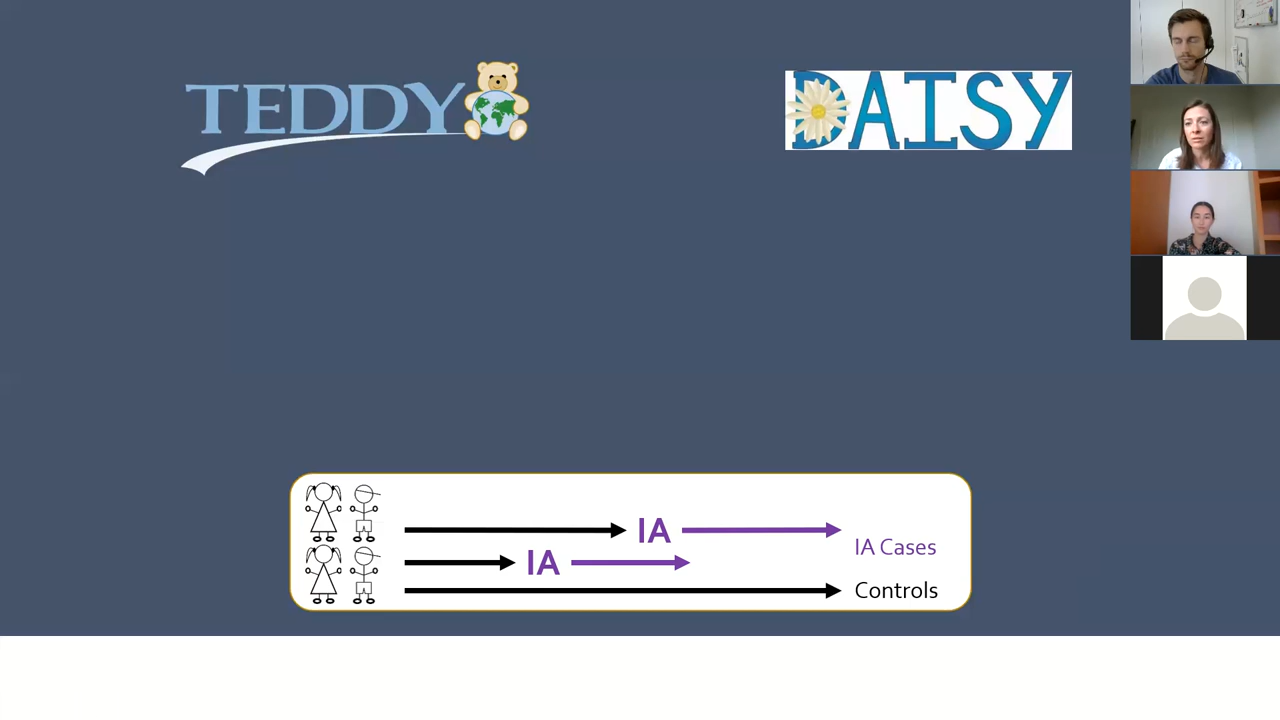 TEDDY
DAISY
IA
IA Cases
IA
Controls